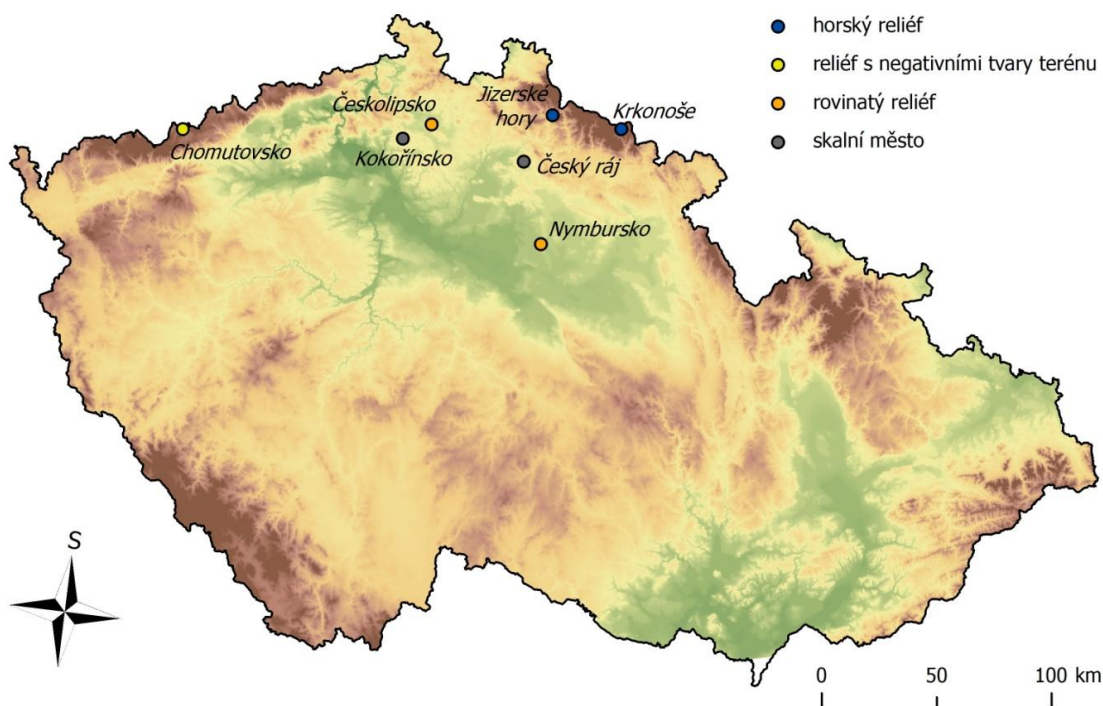 horský reliéf
reliéf s negativními tvary terénu
rovinatý reliéf
skalní město
Českolipsko
Jizerské
hory
Krkonoše
Chomutovsko
Kokořínsko
Český ráj
Nymbursko
S
0 50 100 km